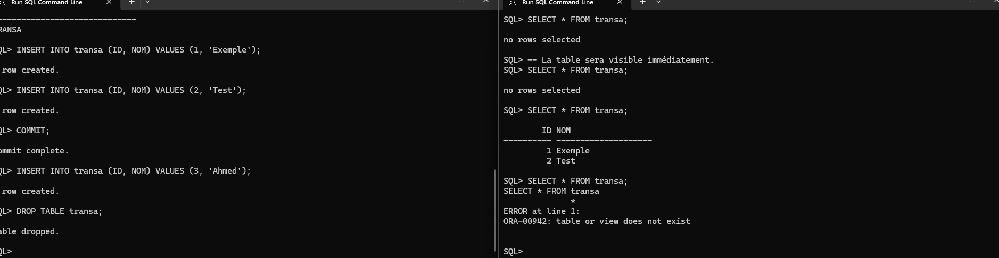 Run SQL Command Line
-----------------------------
RANSA
QL> INSERT INTO transa (ID, NOM) VALUES (1, 'Exemple');
row created.
QL> INSERT INTO transa (ID, NOM) VALUES (2, 'Test');
row created.
QL> COMMIT;
ommit complete.
QL> INSERT INTO transa (ID, NOM) VALUES (3, 'Ahmed');
row created.
QL> DROP TABLE transa;
able dropped.
QL>
Run SQL Command Line
SQL> SELECT * FROM transa;
no rows selected
SQL> -- La table sera visible immédiatement.
SQL> SELECT * FROM transa;
no rows selected
SQL> SELECT * FROM transa;
ID NOM
---------- --------------------
1 Exemple
2 Test
SQL> SELECT * FROM transa;
SELECT * FROM transa
*
ERROR at line 1:
ORA-00942: table or view does not exist
SQL>